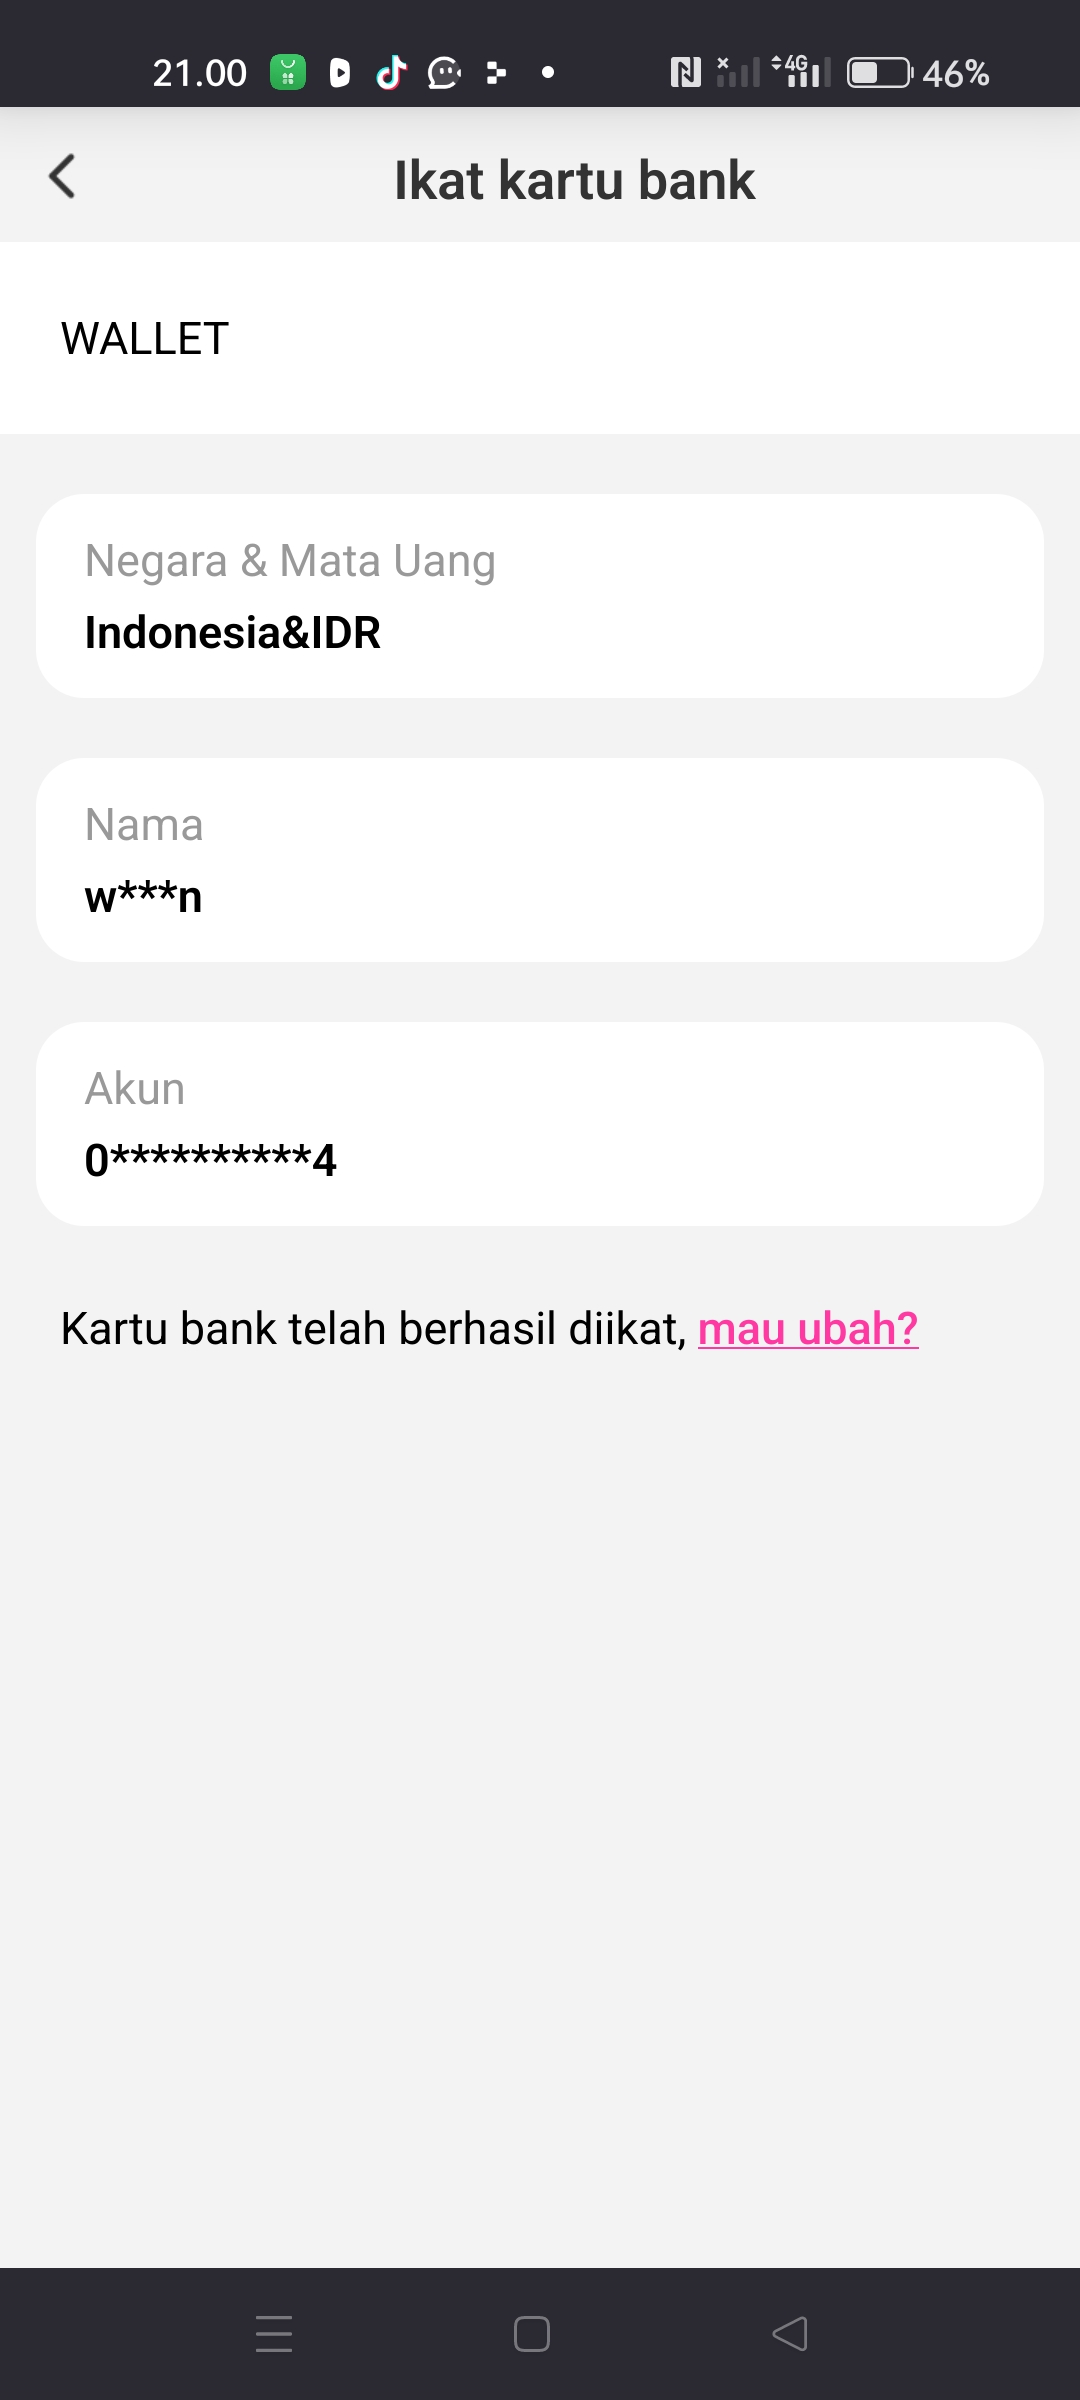 21.00
4G
46%
Ikat kartu bank
WALLET
Negara & Mata Uang
Indonesia&IDR
Nama
w***n
Akun
0**********4
Kartu bank telah berhasil diikat, mau ubah?